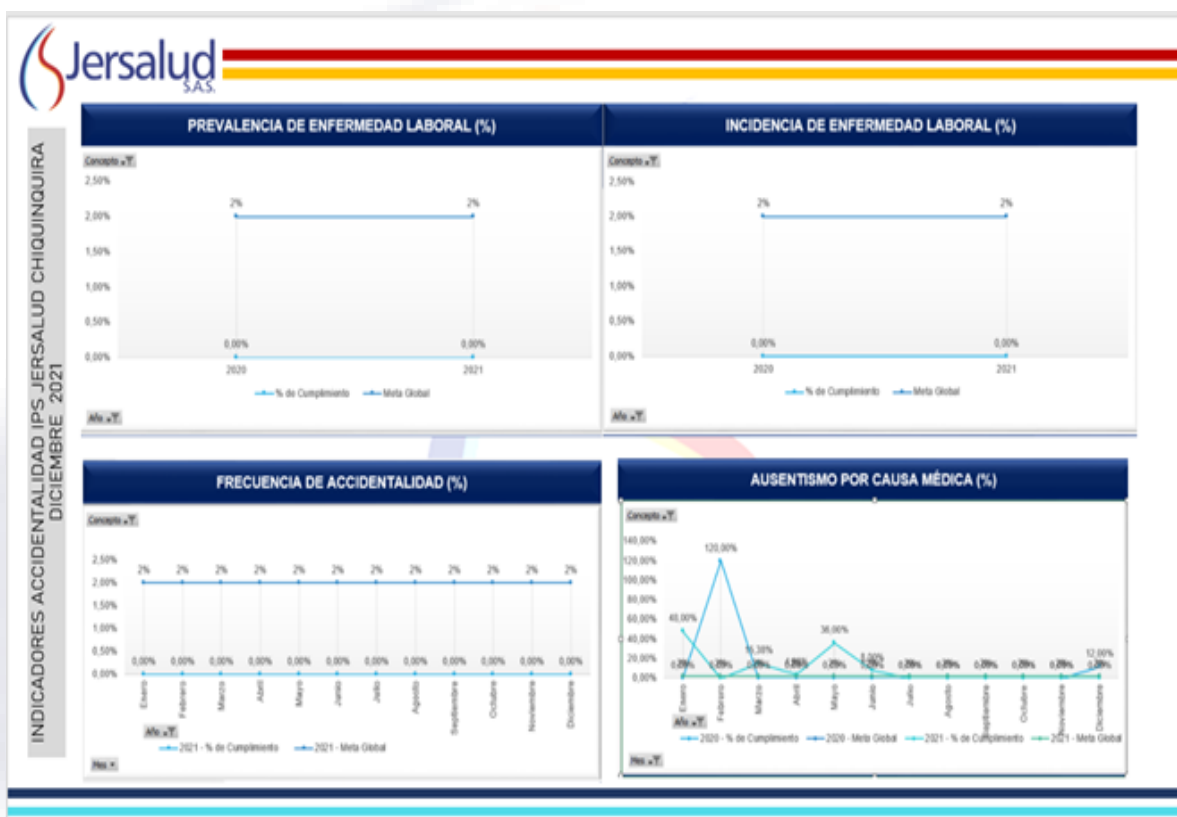 Jersalud
S.A.S.
INDICADORES ACCIDENTALIDAD IPS JERSALUD CHIQUINQUIRA
DICIEMBRE 2021
PREVALENCIA DE ENFERMEDAD LABORAL (%)
Concepto
2,50%
2,00%
1,50%
1,00%
0,50%
0,00%
2% 2%
0,00% 0,00%
2020 2021
% de Cumplimiento Meta Global
Año
INCIDENCIA DE ENFERMEDAD LABORAL (%)
Concepto
2,50%
2,00%
1,50%
1,00%
0,50%
0,00%
2% 2%
0,00% 0,00%
2020 2021
% de Cumplimiento Meta Global
Año
FRECUENCIA DE ACCIDENTALIDAD (%)
Concepto
2,50%
2,00%
1,50%
1,00%
0,50%
0,00%
2% 2% 2% 2% 2% 2% 2% 2% 2% 2% 2% 2%
0,00% 0,00% 0,00% 0,00% 0,00% 0,00% 0,00% 0,00% 0,00% 0,00% 0,00% 0,00%
Enero Febrero Marzo Abril Mayo Junio Julio Agosto Septiembre Octubre Noviembre Diciembre
Año
2021 - % de Cumplimiento 2021 - Meta Global
Mes
AUSENTISMO POR CAUSA MÉDICA (%)
Concepto
140,00%
120,00%
100,00%
80,00%
60,00%
40,00%
20,00%
0,00%
120,00%
36,00%
12,00%
Enero Febrero Marzo Abril Mayo Junio Julio Agosto Septiembre Octubre Noviembre Diciembre
Año
2020 - % de Cumplimiento 2020 - Meta Global 2021 - % de Cumplimiento 2021 - Meta Global
Mes